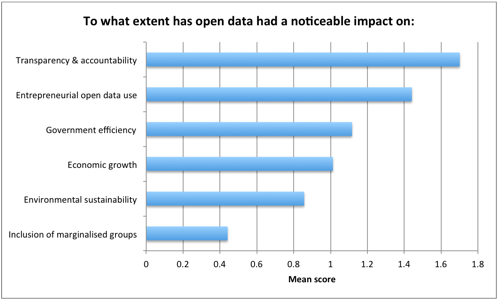 To what extent has open data had a noticeable impact on:
Transparency & accountability
Entrepreneurial open data use
Government efficiency
Economic growth
Environmental sustainability
Inclusion of marginalised groups
0 0.2 0.4 0.6 0.8 1 1.2 1.4 1.6 1.8
Mean score